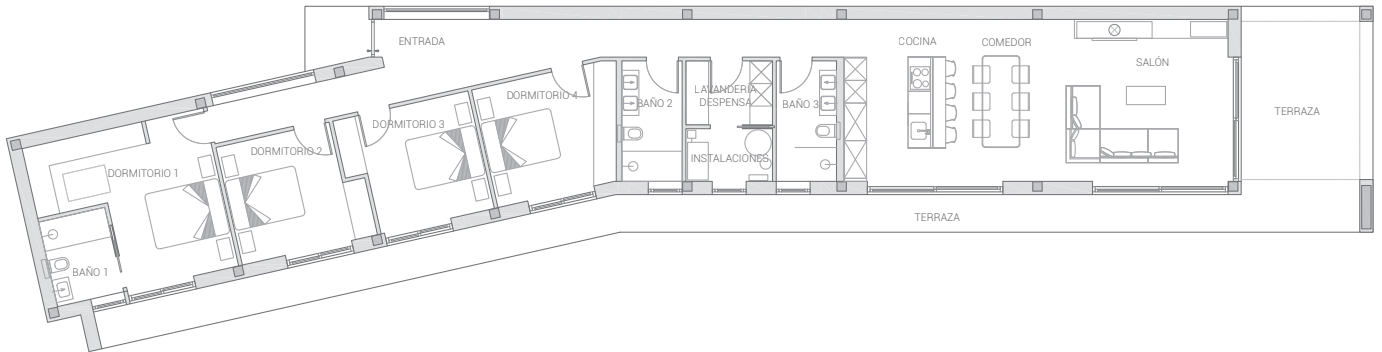 ENTRADA
COCINA
COMEDOR
SALÓN
TERRAZA
DORMITORIO 4
BAÑO 2
LAVANDERÍA
DESPENSA
BAÑO 3
DORMITORIO 3
DORMITORIO 2
DORMITORIO 1
INSTALACIONES
TERRAZA
BAÑO 1